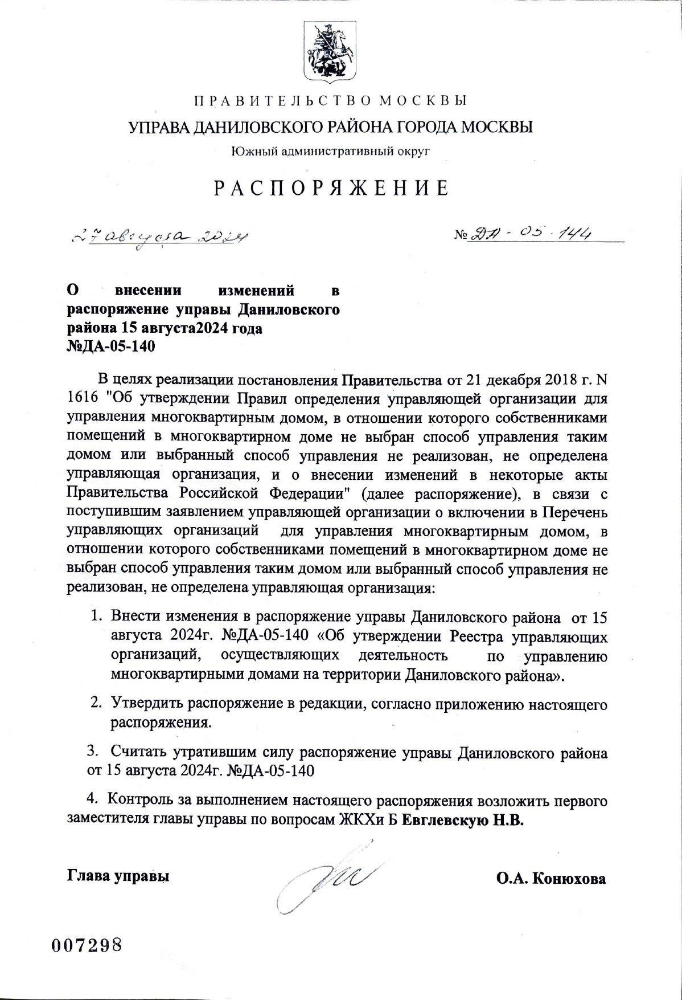 ПРАВИТЕЛЬСТВО МОСКВЫ
УПРАВА ДАНИЛОВСКОГО РАЙОНА ГОРОДА МОСКВЫ
Южный административный округ
РАСПОРЯЖЕНИЕ
27 августа 2024 № ДА - 05 - 144
О внесении изменений в
распоряжение управы Даниловского
района 15 августа2024 года
№ДА-05-140
В целях реализации постановления Правительства от 21 декабря 2018 г. N
1616 "Об утверждении Правил определения управляющей организации для
управления многоквартирным домом, в отношении которого собственниками
помещений в многоквартирном доме не выбран способ управления таким
домом или выбранный способ управления не реализован, не определена
управляющая организация, и о внесении изменений в некоторые акты
Правительства Российской Федерации" (далее распоряжение), в связи с
поступившим заявлением управляющей организации о включении в Перечень
управляющих организаций для управления многоквартирным домом, в
отношении которого собственниками помещений в многоквартирном доме не
выбран способ управления таким домом или выбранный способ управления не
реализован, не определена управляющая организация:
1. Внести изменения в распоряжение управы Даниловского района от 15
августа 2024г. №ДА-05-140 «Об утверждении Реестра управляющих
организаций, осуществляющих деятельность по управлению
многоквартирными домами на территории Даниловского района».
2. Утвердить распоряжение в редакции, согласно приложению настоящего
распоряжения.
3. Считать утратившим силу распоряжение управы Даниловского района
от 15 августа 2024г. №ДА-05-140
4. Контроль за выполнением настоящего распоряжения возложить первого
заместителя главы управы по вопросам ЖКХи Б Евглевскую Н.В.
Глава управы О.А. Конюхова
007298